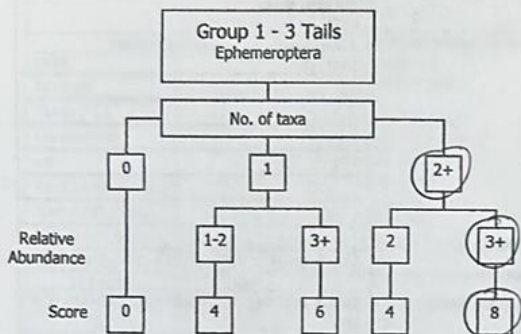 Group 1 - 3 Tails
Ephemeroptera
No. of taxa
0 1 2+
Relative
Abundance
1-2 3+ 2 3+
Score 0 4 6 4 8